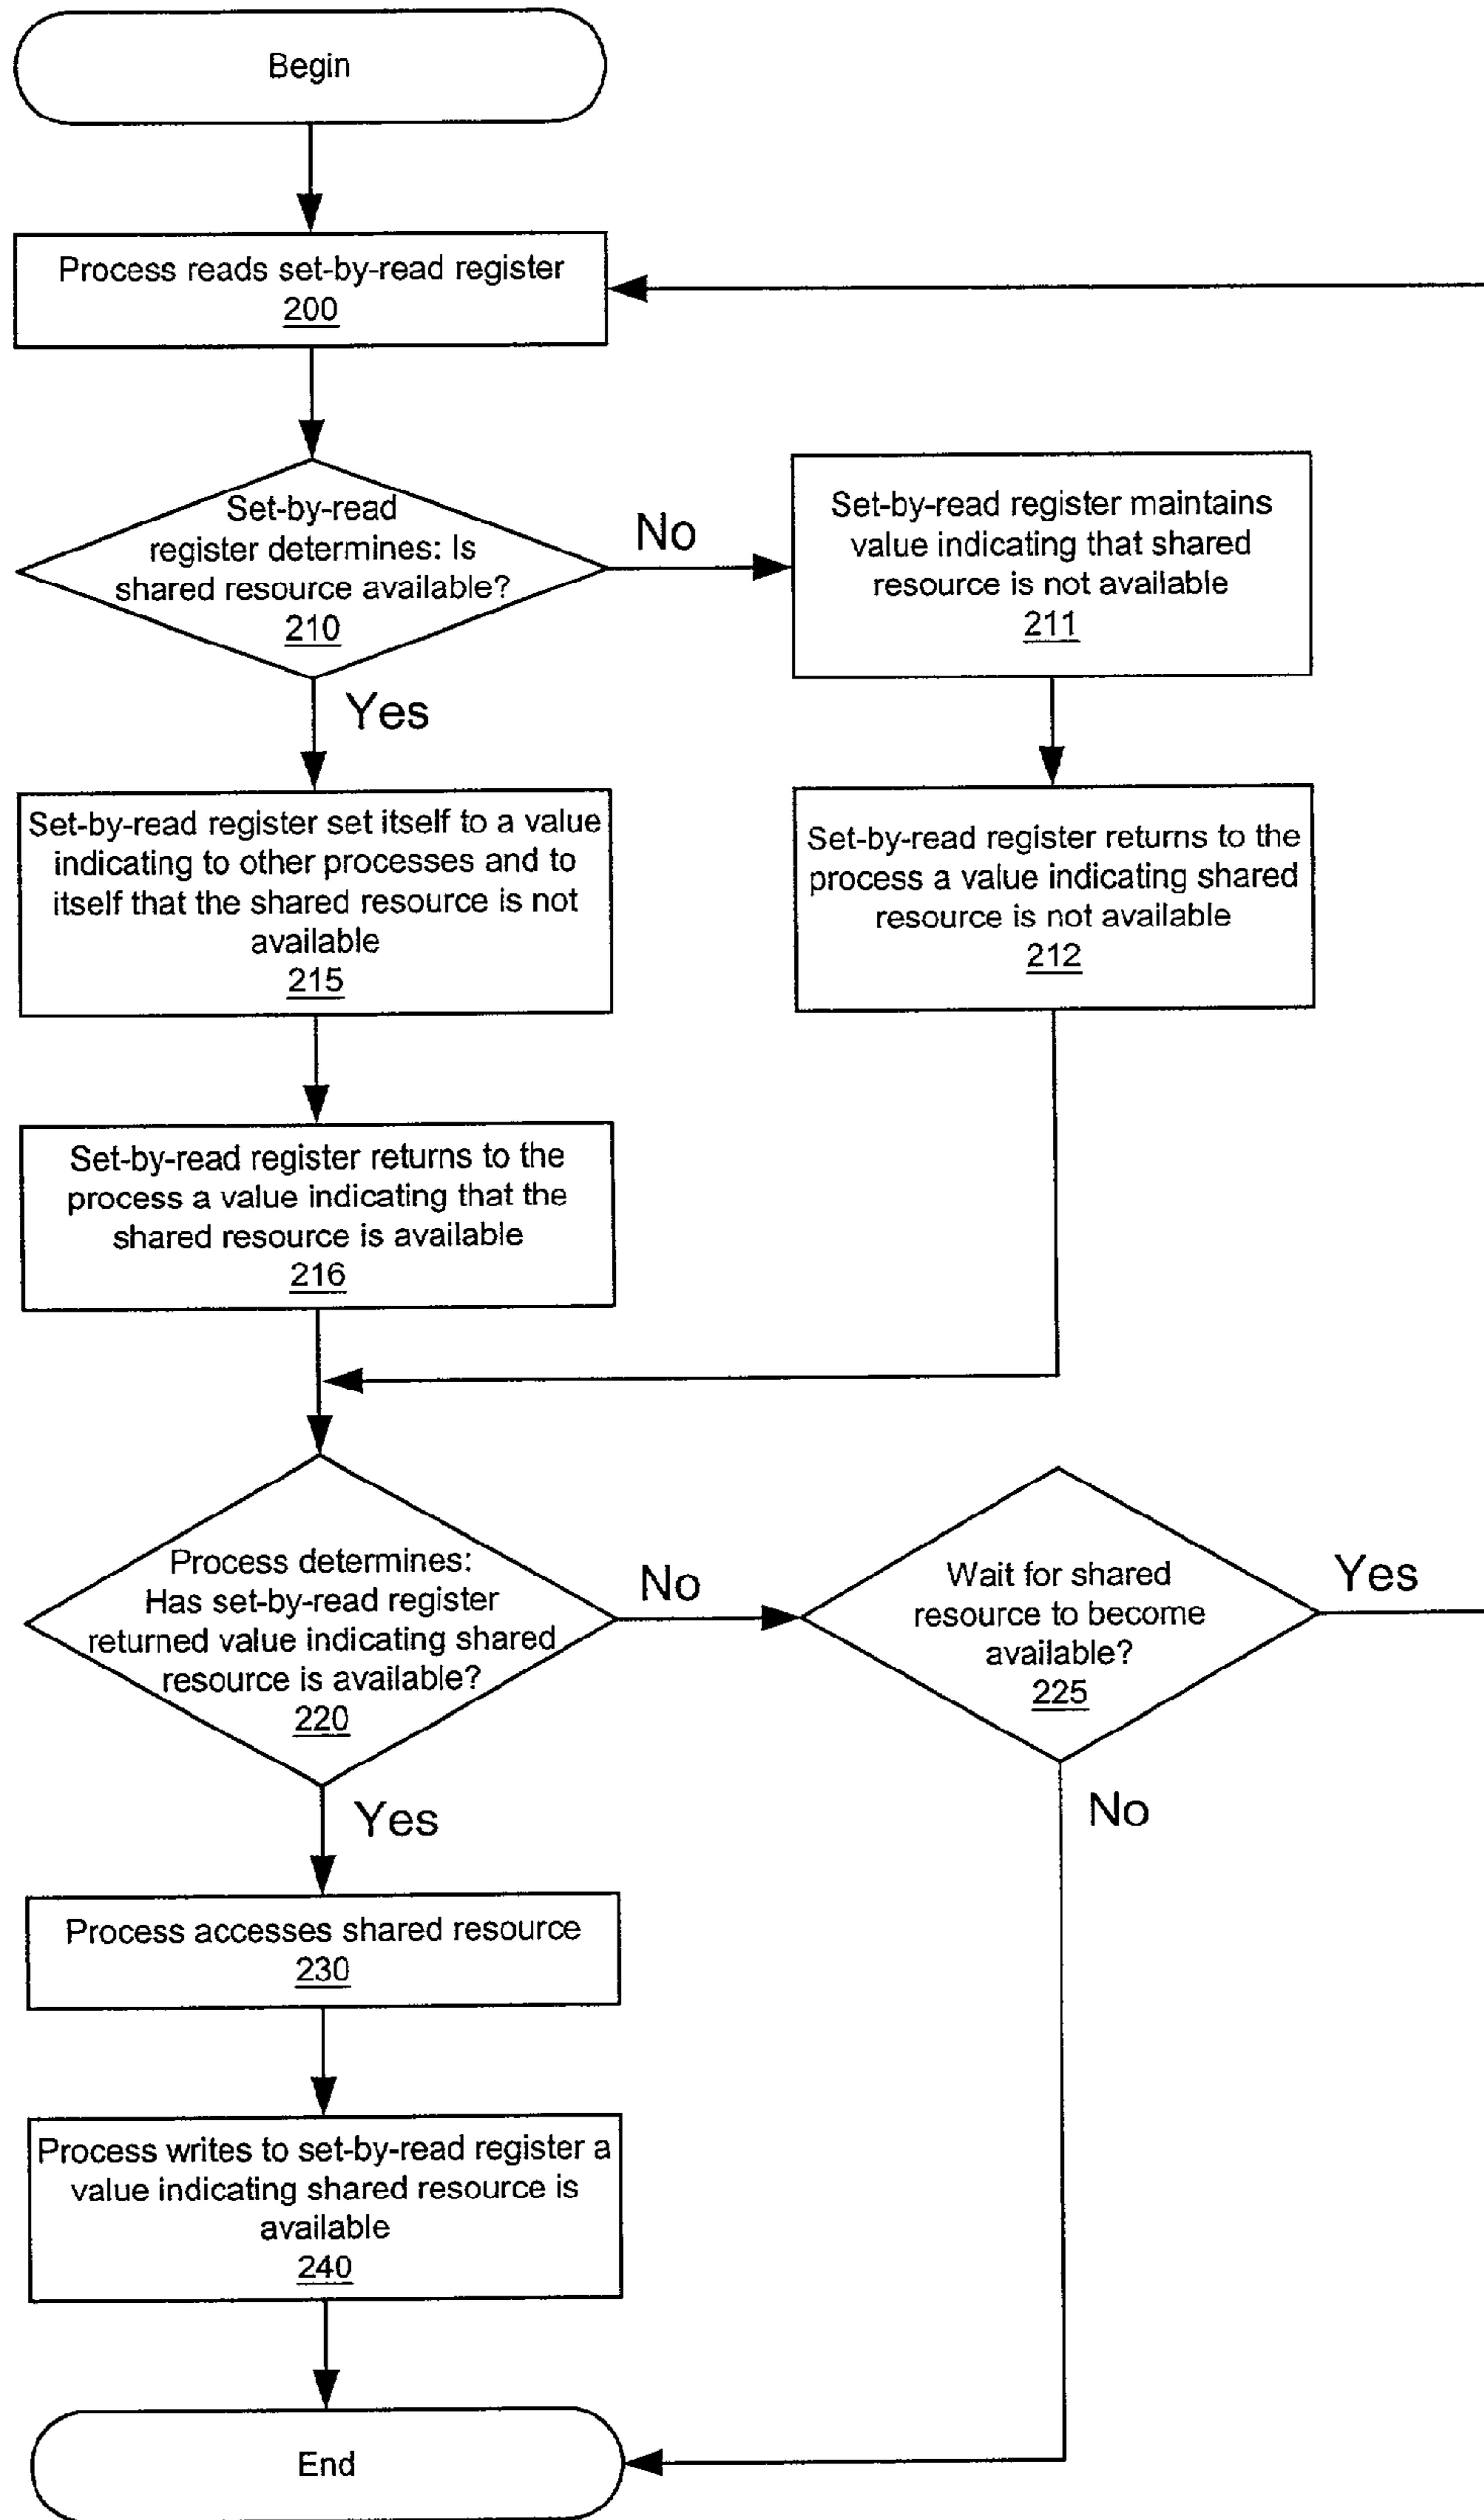 Begin
Process reads set-by-read register
200
Set-by-read
register determines: Is
shared resource available?
210
No
Set-by-read register maintains
value indicating that shared
resource is not available
211
Yes
Set-by-read register set itself to a value
indicating to other processes and to
itself that the shared resource is not
available
215
Set-by-read register returns to the
process a value indicating shared
resource is not available
212
Set-by-read register returns to the
process a value indicating that the
shared resource is available
216
Process determines:
Has set-by-read register
returned value indicating shared
resource is available?
220
No
Wait for shared
resource to become
available?
225
Yes
Yes
No
Process accesses shared resource
230
Process writes to set-by-read register a
value indicating shared resource is
available
240
End